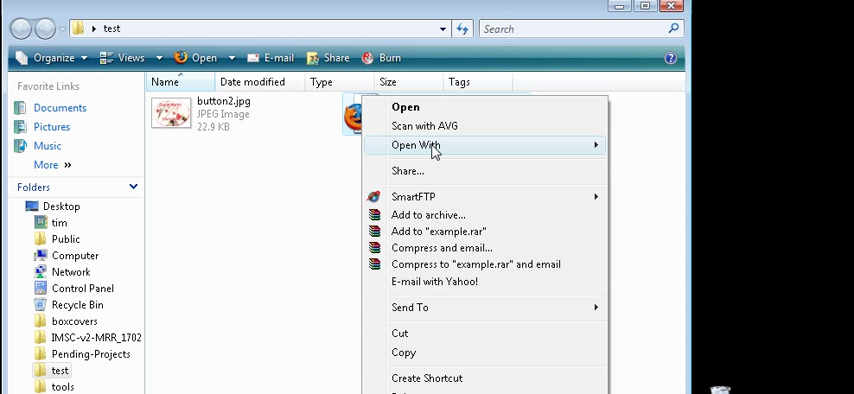 test
Search
Organize Views Open E-mail Share Burn
Favorite Links
Name Date modified Type Size Tags
Documents
Pictures
Music
More »
Folders
Desktop
tim
Public
Computer
Network
Control Panel
Recycle Bin
boxcovers
IMSC-v2-MRR_1702
Pending-Projects
test
tools
button2.jpg
JPEG Image
22.9 KB
Open
Scan with AVG
Open With
Share...
SmartFTP
Add to archive...
Add to "example.rar"
Compress and email...
Compress to "example.rar" and email
E-mail with Yahoo!
Send To
Cut
Copy
Create Shortcut